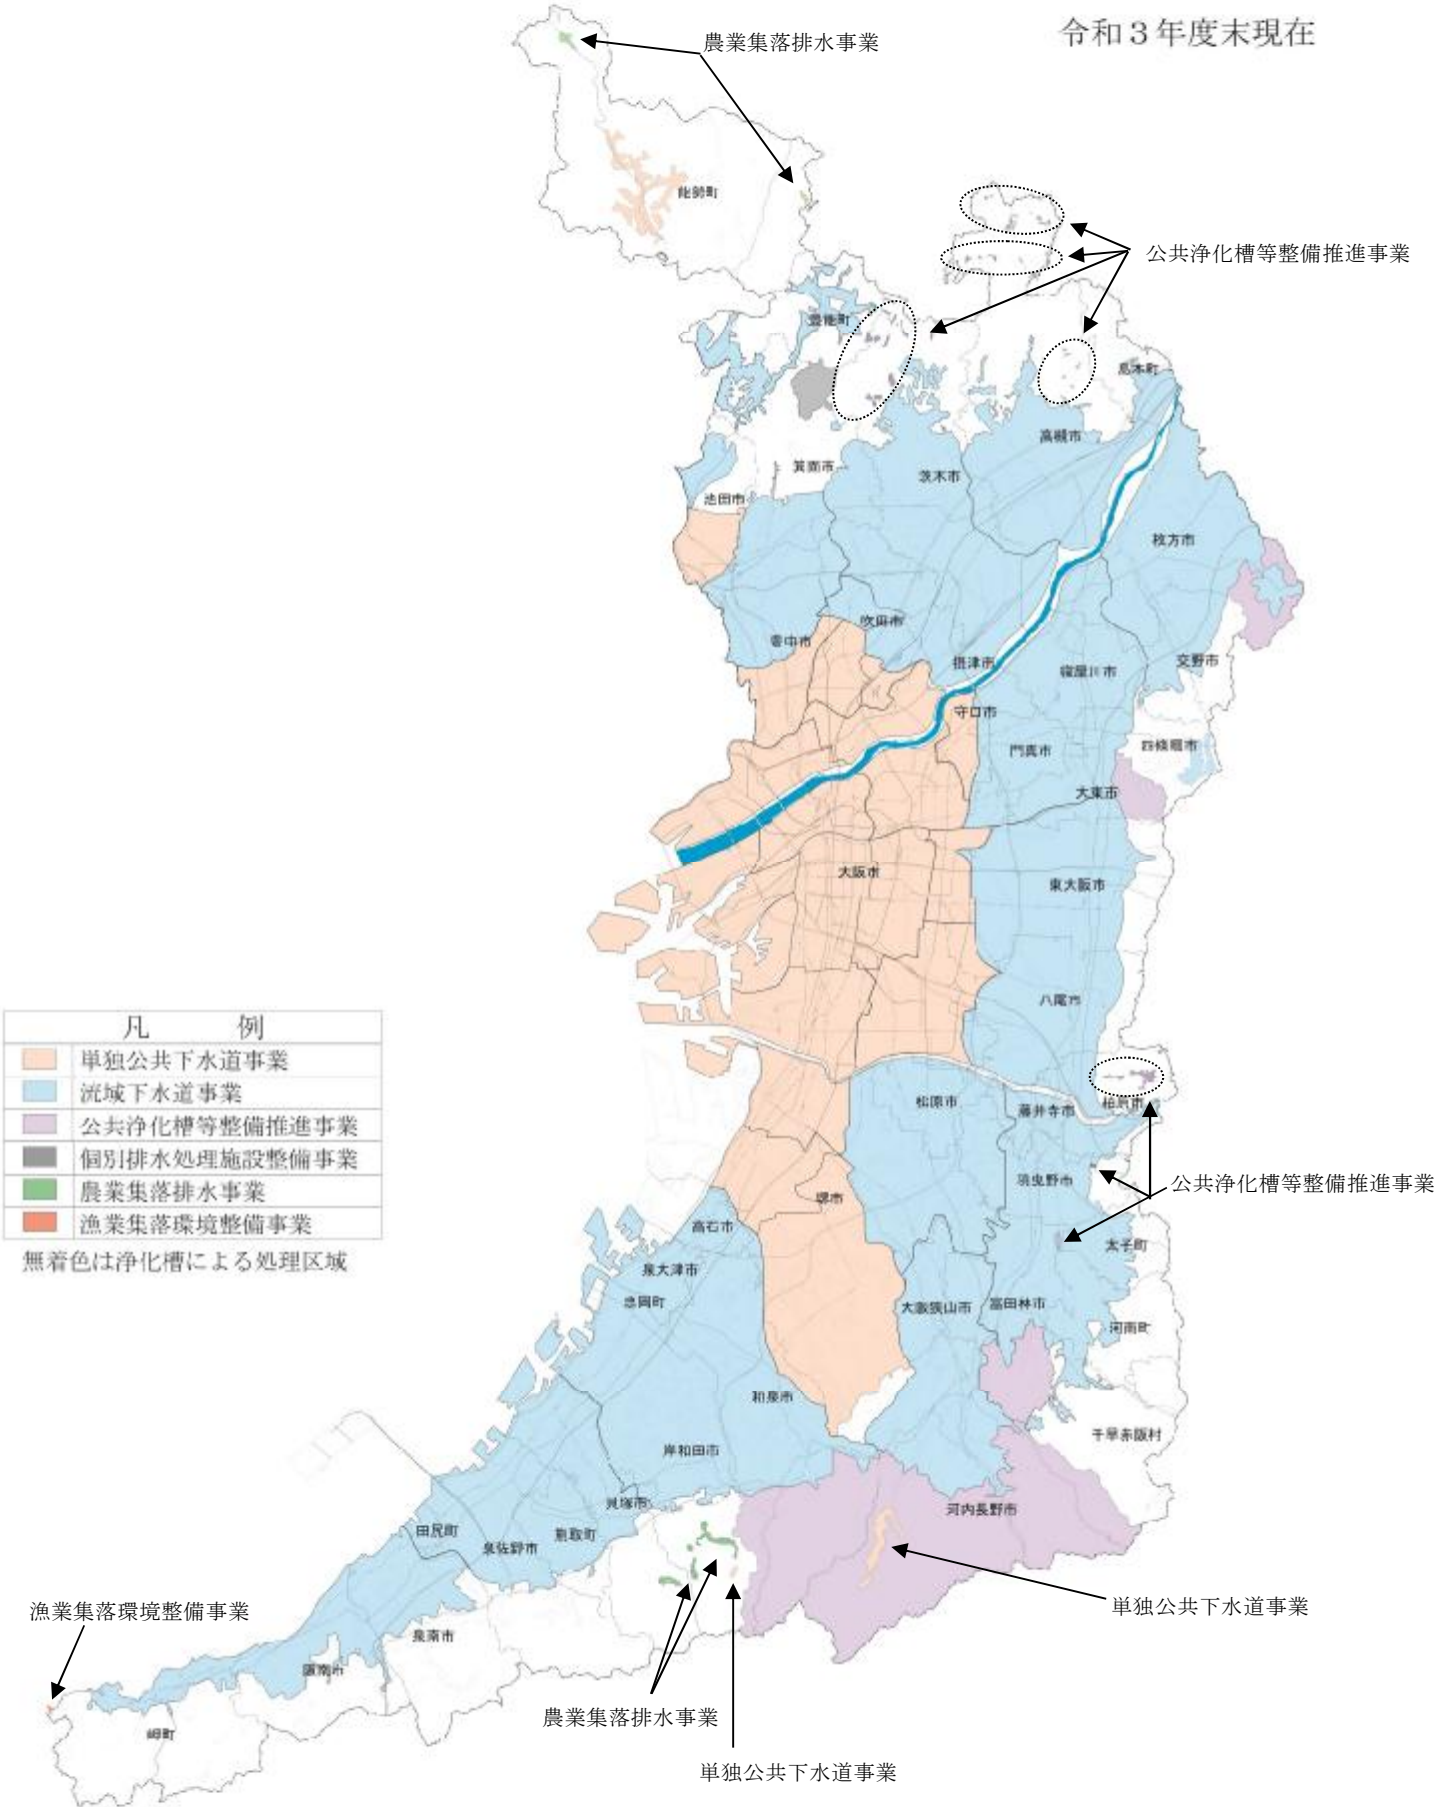 令和３年度末現在
農業集落排水事業
能勢町
公共浄化槽等整備推進事業
豊能町
島本町
高槻市
箕面市
茨木市
池田市
枚方市
吹田市
豊中市
摂津市
交野市
寝屋川市
守口市
四條畷市
門真市
大東市
大阪市
東大阪市
八尾市
凡 例
単独公共下水道事業
流域下水道事業
公共浄化槽等整備推進事業
個別排水処理施設整備事業
農業集落排水事業
漁業集落環境整備事業
無着色は浄化槽による処理区域
松原市
藤井寺市
柏原市
羽曳野市
公共浄化槽等整備推進事業
堺市
高石市
太子町
泉大津市
忠岡町
大阪狭山市
富田林市
河南町
和泉市
千早赤阪村
岸和田市
貝塚市
河内長野市
田尻町
熊取町
泉佐野市
単独公共下水道事業
漁業集落環境整備事業
泉南市
阪南市
農業集落排水事業
岬町
単独公共下水道事業